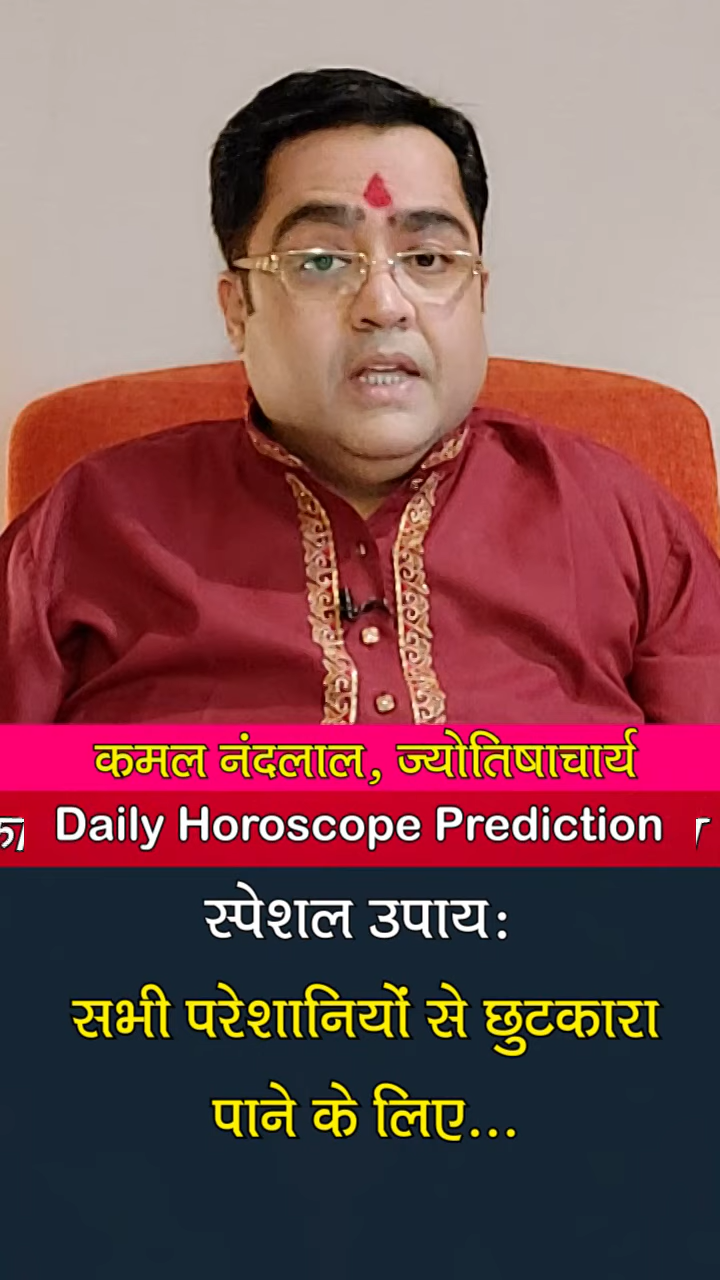 कमल नंदलाल, ज्योतिषाचार्य
Daily Horoscope Prediction
स्पेशल उपाय:
सभी परेशानियों से छुटकारा
पाने के लिए...